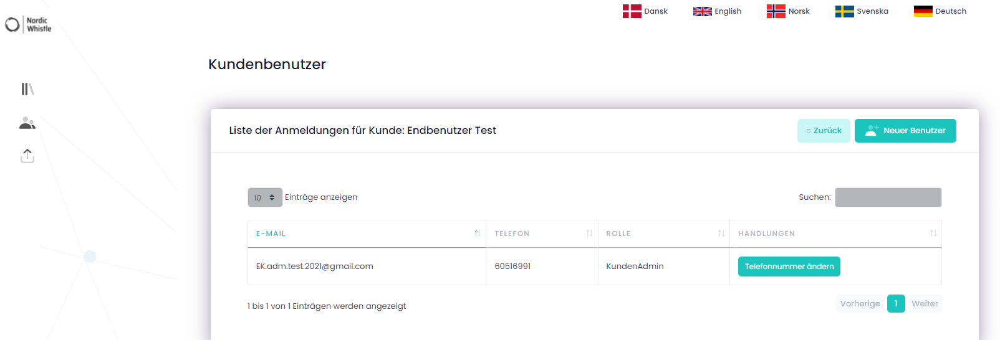 Nordic
Whistle
Dansk English Norsk Svenska Deutsch
Kundenbenutzer
Liste der Anmeldungen für Kunde: Endbenutzer Test
Zurück
Neuer Benutzer
10 Einträge anzeigen
Suchen:
E-MAIL TELEFON ROLLE HANDLUNGEN
EK.adm.test.2021@gmail.com 60516991 KundenAdmin Telefonnummer ändern
1 bis 1 von 1 Einträgen werden angezeigt
Vorherige 1 Weiter